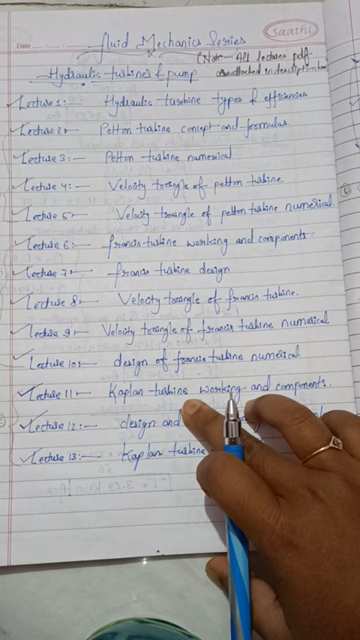 Saathi
Date
Fluid Mechanics Series
(Note:- All lectures pdf
Hydraulic turbines & pump
attached in description box
Lecture 1:— Hydraulic turbine types & efficiencies
Lecture 2:— Pelton turbine concept and formulas
Lecture 3:— Pelton turbine numerical
Lecture 4:— Velocity triangle of pelton turbine.
Lecture 5:— Velocity triangle of pelton turbine numerical
Lecture 6:— francis turbine working and components.
Lecture 7:— francis turbine design
Lecture 8:— Velocity triangle of francis turbine.
Lecture 9:— Velocity triangle of francis turbine numerical
Lecture 10:— design of francis turbine numerical
Lecture 11:— Kaplan turbine working and components.
Lecture 12:— design and
Lecture 13:— Kaplan turbine